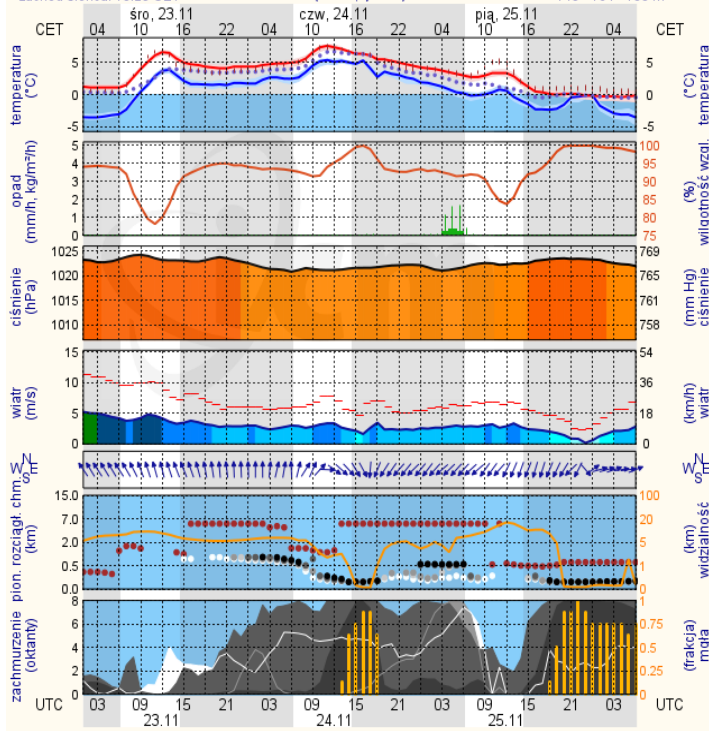 śro, 23.11 czw, 24.11 pią, 25.11
CET 04 10 16 22 04 10 16 22 04 10 16 22 04 CET
temperatura (°C) 5 0 -5 5 0 -5 (°C) temperatura
opad (mm/h, kg/m²/h) 5 4 3 2 1 0 100 95 90 85 80 75 (%) wilgotność wzgl.
ciśnienie (hPa) 1025 1020 1015 1010 769 765 761 758 (mm Hg) ciśnienie
wiatr (m/s) 15 10 5 0 54 36 18 0 (km/h) wiatr
N W E S N W E S
pion. rozciągł. chm. (km) 15.0 7.0 2.0 0.5 0.0 100 20 5 1 0 (km) widzialność
zachmurzenie (oktanty) 8 6 4 2 0 1 0.75 0.5 0.25 0 (frakcja) mgła
UTC 03 09 15 21 03 09 15 21 03 09 15 21 03 UTC
23.11 24.11 25.11